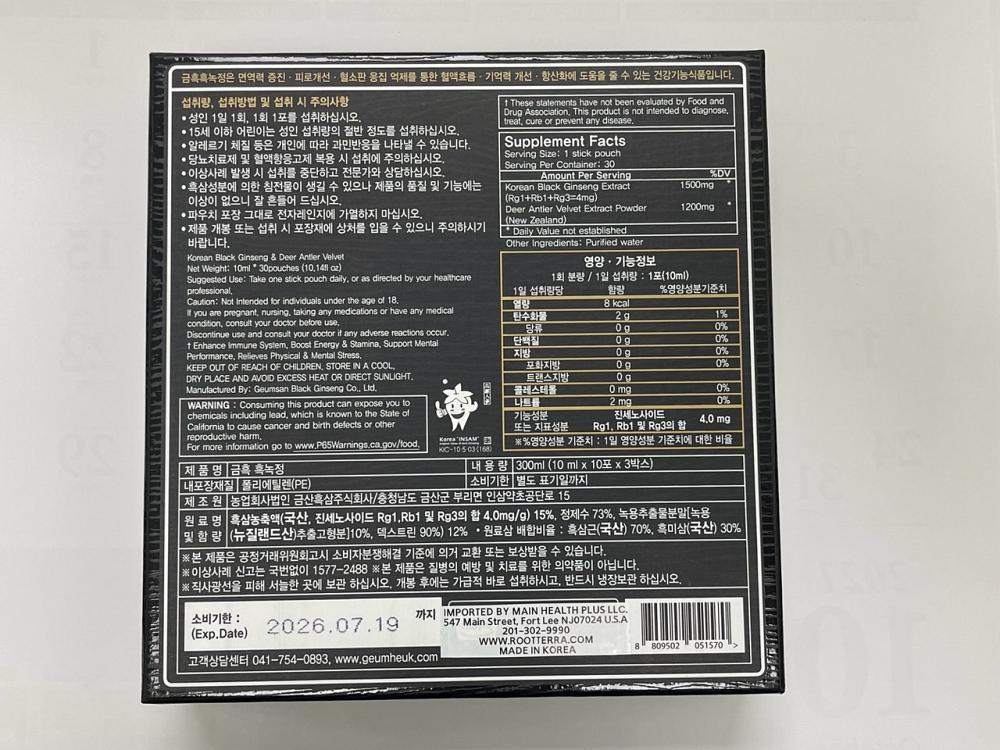 금흑흑녹정은 면역력 증진 · 피로개선 · 혈소판 응집 억제를 통한 혈액흐름 · 기억력 개선 · 항산화에 도움을 줄 수 있는 건강기능식품입니다.
섭취량, 섭취방법 및 섭취 시 주의사항
• 성인 1일 1회, 1회 1포를 섭취하십시오.
• 15세 이하 어린이는 성인 섭취량의 절반 정도를 섭취하십시오.
• 알레르기 체질 등은 개인에 따라 과민반응을 나타낼 수 있습니다.
• 당뇨치료제 및 혈액항응고제 복용 시 섭취에 주의하십시오.
• 이상사례 발생 시 섭취를 중단하고 전문가와 상담하십시오.
• 흑삼성분에 의한 침전물이 생길 수 있으나 제품의 품질 및 기능에는
이상이 없으니 잘 흔들어 드십시오.
• 파우치 포장 그대로 전자레인지에 가열하지 마십시오.
• 제품 개봉 또는 섭취 시 포장재에 상처를 입을 수 있으니 주의하시기
바랍니다.
Korean Black Ginseng & Deer Antler Velvet
Net Weight: 10ml * 30pouches (10.14fl oz)
Suggested Use: Take one stick pouch daily, or as directed by your healthcare
professional.
Caution: Not Intended for individuals under the age of 18.
If you are pregnant, nursing, taking any medications or have any medical
condition, consult your doctor before use.
Discontinue use and consult your doctor if any adverse reactions occur.
† Enhance Immune System, Boost Energy & Stamina, Support Mental
Performance, Relieves Physical & Mental Stress.
KEEP OUT OF REACH OF CHILDREN. STORE IN A COOL,
DRY PLACE AND AVOID EXCESS HEAT OR DIRECT SUNLIGHT.
Manufactured By: Geumsan Black Ginseng Co., Ltd.
WARNING : Consuming this product can expose you to
chemicals including lead, which is known to the State of
California to cause cancer and birth defects or other
reproductive harm.
For more information go to www.P65Warnings.ca.gov/food.
Korea "INSAM"
KIC-10-5-03(168)
† These statements have not been evaluated by Food and
Drug Association. This product is not intended to diagnose,
treat, cure or prevent any disease.
Supplement Facts
Serving Size: 1 stick pouch
Serving Per Container: 30
Amount Per Serving %DV
Korean Black Ginseng Extract 1500mg *
(Rg1+Rb1+Rg3=4mg)
Deer Antler Velvet Extract Powder 1200mg *
(New Zealand)
* Daily Value not established
Other Ingredients: Purified water
영양 · 기능정보
1회 분량 / 1일 섭취량 : 1포(10ml)
1일 섭취량당 함량 %영양성분기준치
열량 8 kcal
탄수화물 2 g 1%
당류 0 g 0%
단백질 0 g 0%
지방 0 g 0%
포화지방 0 g 0%
트랜스지방 0 g
콜레스테롤 0 mg 0%
나트륨 2 mg 0%
기능성분 또는 지표성분 진세노사이드 Rg1, Rb1 및 Rg3의 합 4.0 mg
※%영양성분 기준치 : 1일 영양성분 기준치에 대한 비율
제 품 명 금흑 흑녹정 내 용 량 300ml (10 ml × 10포 × 3박스)
내포장재질 폴리에틸렌(PE) 소비기한 별도 표기일까지
제 조 원 농업회사법인 금산흑삼주식회사/충청남도 금산군 부리면 인삼약초공단로 15
원 료 명 흑삼농축액(국산, 진세노사이드 Rg1,Rb1 및 Rg3의 합 4.0mg/g) 15%, 정제수 73%, 녹용추출물분말[녹용
및 함 량 (뉴질랜드산)추출고형분]10%, 덱스트린 90%) 12% • 원료삼 배합비율 : 흑삼근(국산) 70%, 흑미삼(국산) 30%
※본 제품은 공정거래위원회고시 소비자분쟁해결 기준에 의거 교환 또는 보상받을 수 있습니다.
※이상사례 신고는 국번없이 1577-2488 ※본 제품은 질병의 예방 및 치료를 위한 의약품이 아닙니다.
※직사광선을 피해 서늘한 곳에 보관 하십시오. 개봉 후에는 가급적 바로 섭취하시고, 반드시 냉장보관 하십시오.
소비기한 :
(Exp.Date) 2026.07.19 까지
고객상담센터 041-754-0893, www.geumheuk.com
IMPORTED BY MAIN HEALTH PLUS LLC.
547 Main Street, Fort Lee NJ07024 U.S.A
201-302-9990
WWW.ROOTTERRA.COM
MADE IN KOREA
8 809502 051570 >